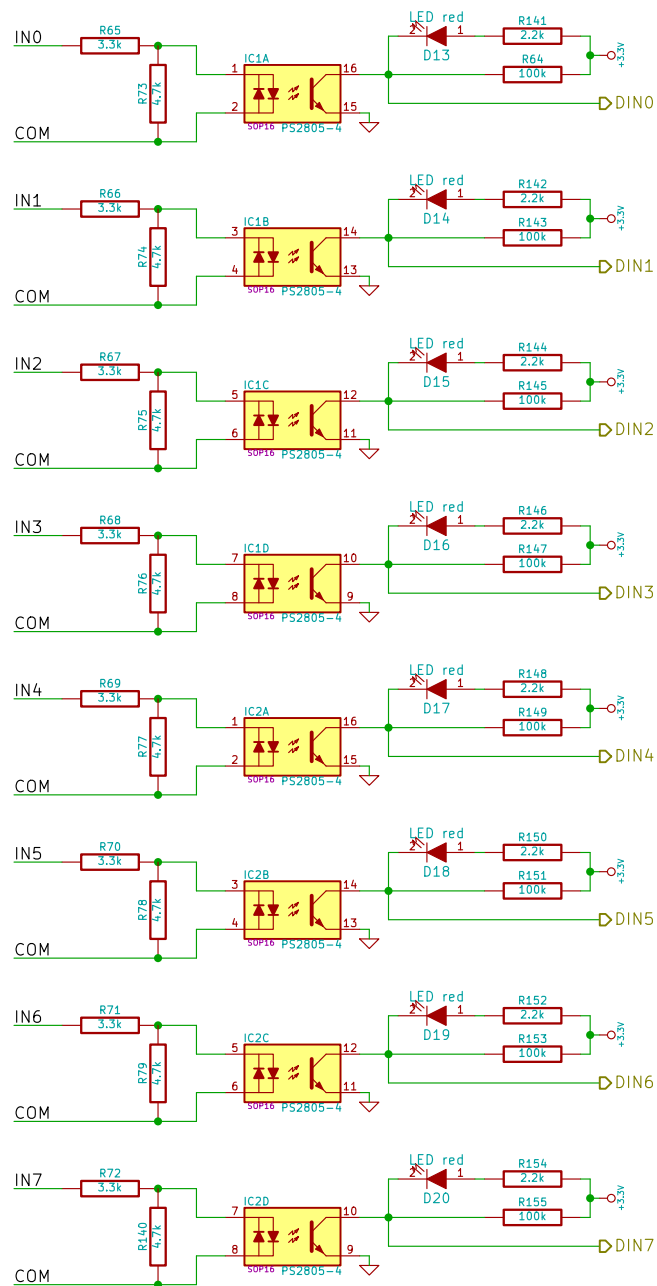 LED red
R141
2.2k
+3.3V
IN0
R65
3.3k
D13
2 1
R64
100k
IC1A
1 16
R73
4.7k
DIN0
2 15
SOP16 PS2805-4
COM
LED red
R142
2.2k
+3.3V
IN1
R66
3.3k
D14
2 1
R143
100k
IC1B
3 14
R74
4.7k
DIN1
4 13
SOP16 PS2805-4
COM
LED red
R144
2.2k
+3.3V
IN2
R67
3.3k
D15
2 1
R145
100k
IC1C
5 12
R75
4.7k
DIN2
6 11
SOP16 PS2805-4
COM
LED red
R146
2.2k
+3.3V
IN3
R68
3.3k
D16
2 1
R147
100k
IC1D
7 10
R76
4.7k
DIN3
8 9
SOP16 PS2805-4
COM
LED red
R148
2.2k
+3.3V
IN4
R69
3.3k
D17
2 1
R149
100k
IC2A
1 16
R77
4.7k
DIN4
2 15
SOP16 PS2805-4
COM
LED red
R150
2.2k
+3.3V
IN5
R70
3.3k
D18
2 1
R151
100k
IC2B
3 14
R78
4.7k
DIN5
4 13
SOP16 PS2805-4
COM
LED red
R152
2.2k
+3.3V
IN6
R71
3.3k
D19
2 1
R153
100k
IC2C
5 12
R79
4.7k
DIN6
6 11
SOP16 PS2805-4
COM
LED red
R154
2.2k
+3.3V
IN7
R72
3.3k
D20
2 1
R155
100k
IC2D
7 10
R140
4.7k
DIN7
8 9
SOP16 PS2805-4
COM